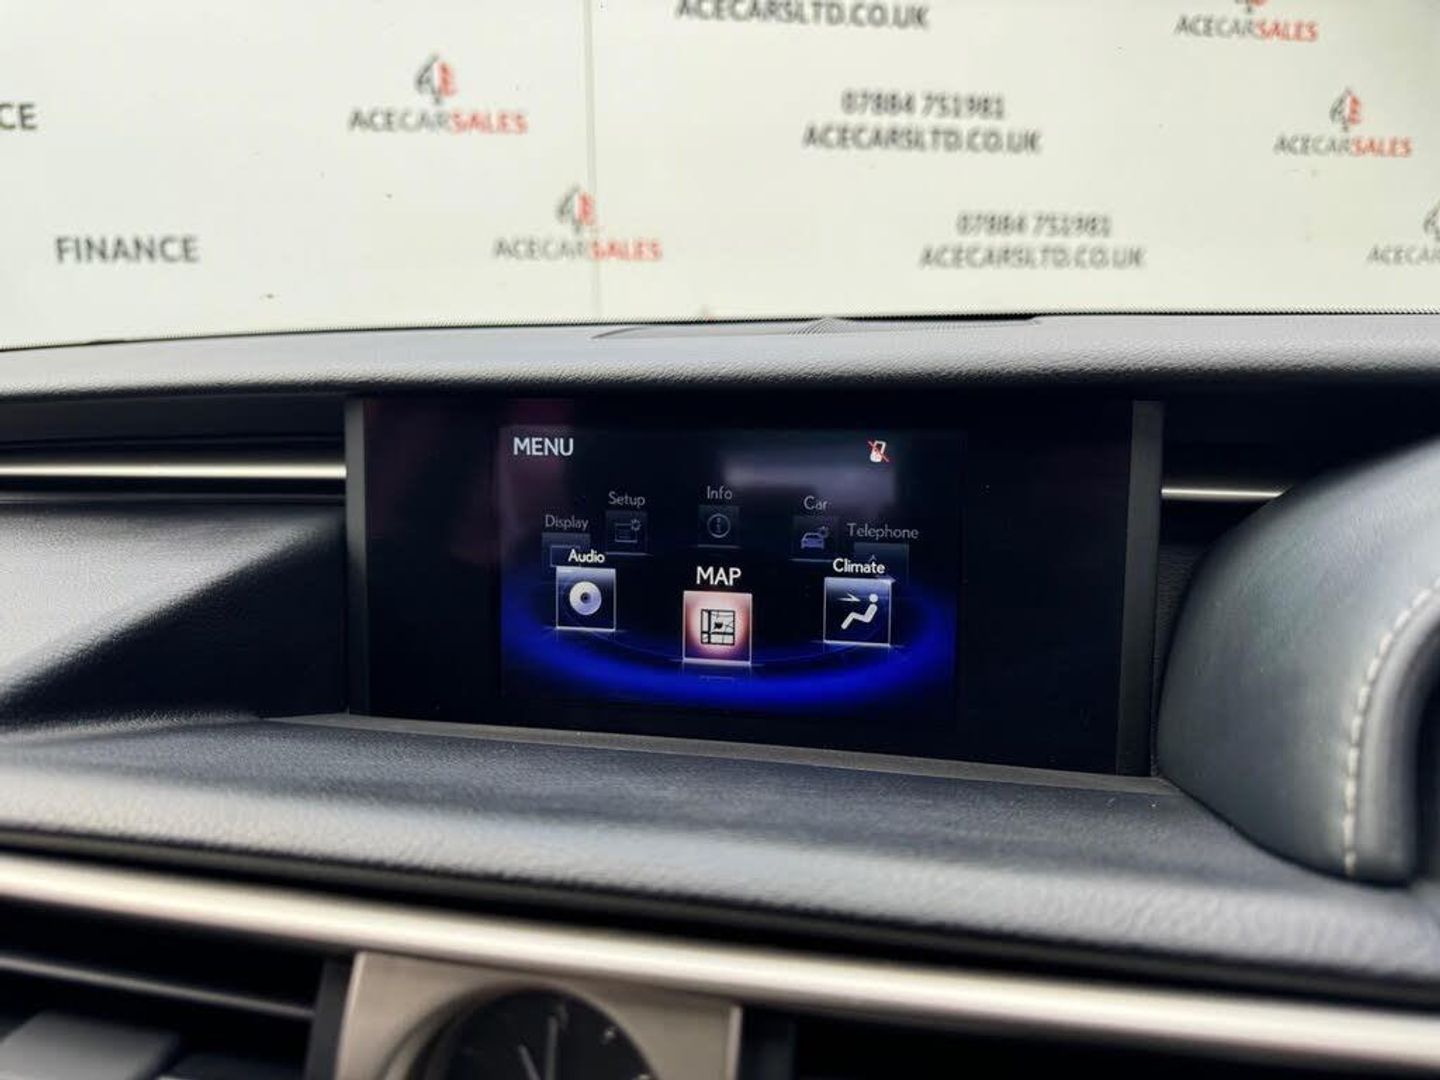 ACECARSLTD.CO.UK
ACECARSALES
CE
ACECARSALES
07884 751981
ACECARSLTD.CO.UK
ACECARSALES
FINANCE
ACECARSALES
07884 751981
ACECARSLTD.CO.UK
ACECAR
MENU
Info
Setup
Car
Display
Telephone
Audio
Climate
MAP